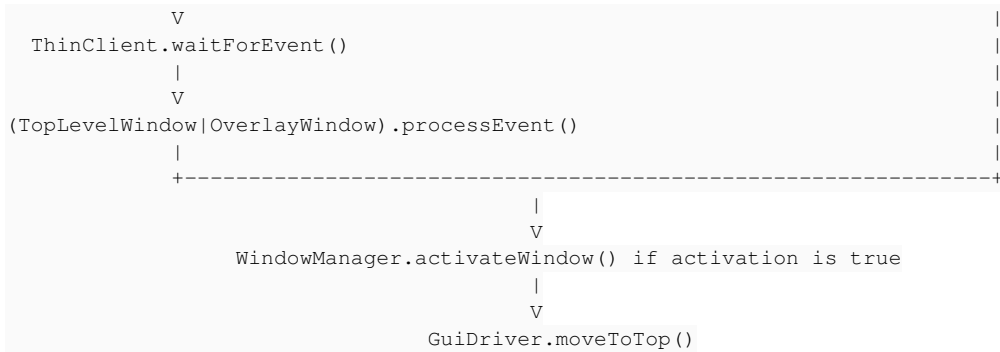 V                                                              |
  ThinClient.waitForEvent()                                                |
            |                                                              |
            V                                                              |
(TopLevelWindow|OverlayWindow).processEvent()                              |
            |                                                              |
            +--------------------------------------------------------------+
                                       |
                                       V
                 WindowManager.activateWindow() if activation is true
                                       |
                                       V
                               GuiDriver.moveToTop()